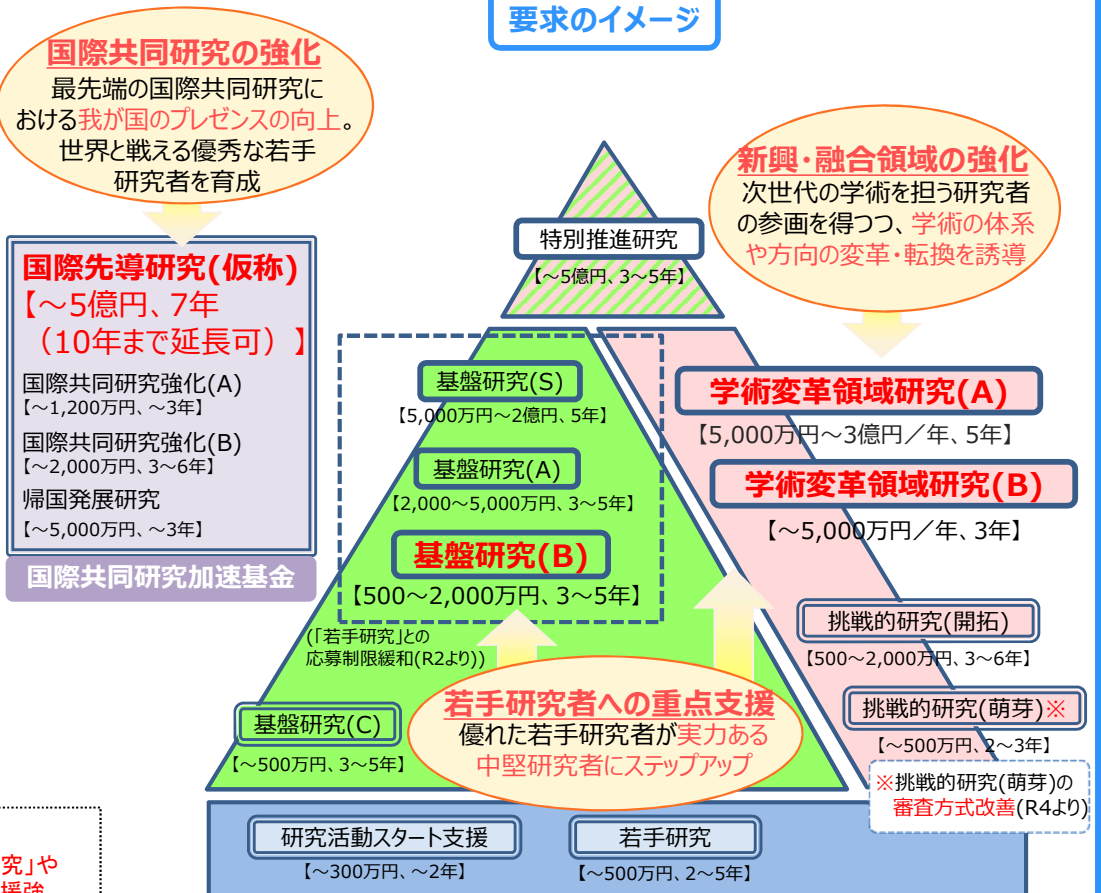 要求のイメージ
国際共同研究の強化
最先端の国際共同研究に
おける我が国のプレゼンスの向上。
世界と戦える優秀な若手
研究者を育成
新興・融合領域の強化
次世代の学術を担う研究者
の参画を得つつ、学術の体系
や方向の変革・転換を誘導
国際先導研究(仮称)
【～5億円、7年
（10年まで延長可）】
国際共同研究強化(A)
【～1,200万円、～3年】
国際共同研究強化(B)
【～2,000万円、3～6年】
帰国発展研究
【～5,000万円、～3年】
国際共同研究加速基金
特別推進研究
【～5億円、3～5年】
基盤研究(S)
【5,000万円～2億円、5年】
基盤研究(A)
【2,000～5,000万円、3～5年】
基盤研究(B)
【500～2,000万円、3～5年】
(「若手研究」との
応募制限緩和(R2より))
基盤研究(C)
【～500万円、3～5年】
学術変革領域研究(A)
【5,000万円～3億円／年、5年】
学術変革領域研究(B)
【～5,000万円／年、3年】
挑戦的研究(開拓)
【500～2,000万円、3～6年】
挑戦的研究(萌芽)※
【～500万円、2～3年】
※挑戦的研究(萌芽)の
審査方式改善(R4より)
若手研究者への重点支援
優れた若手研究者が実力ある
中堅研究者にステップアップ
研究活動スタート支援
【～300万円、～2年】
若手研究
【～500万円、2～5年】
究」や
援強